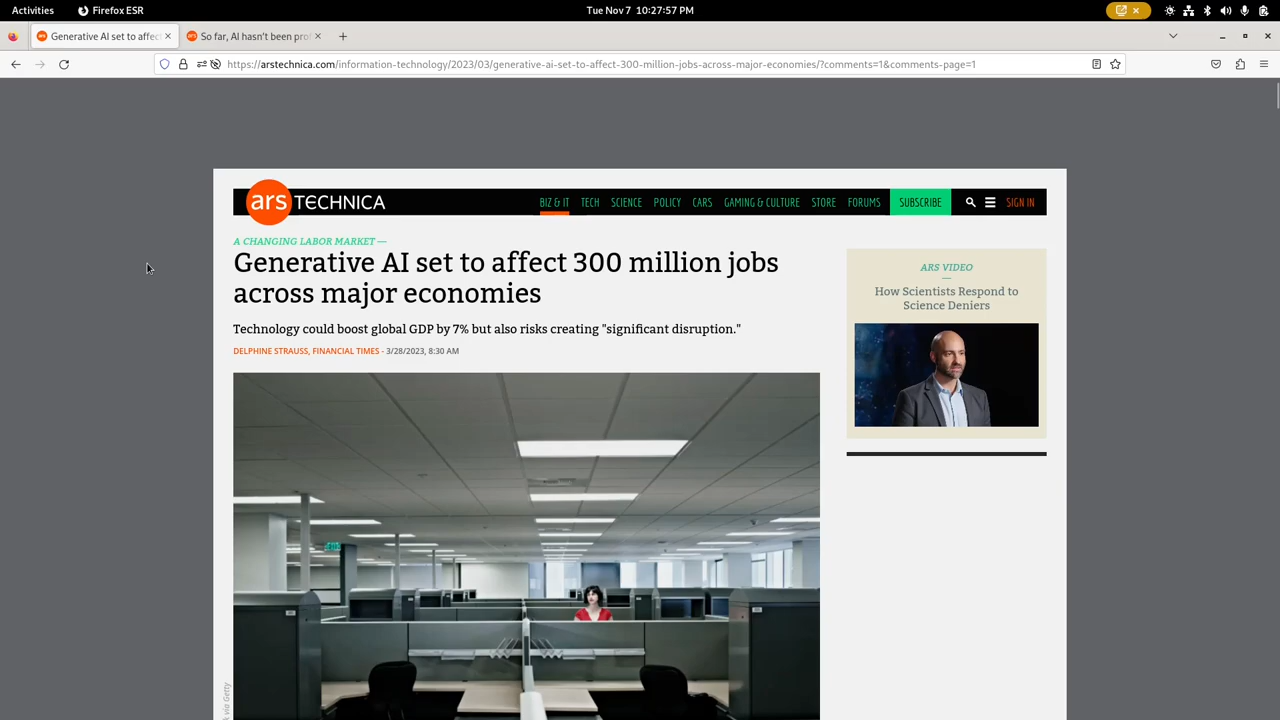 Activities
Firefox ESR
Tue Nov 7 10:27:57 PM
Generative AI set to affect
So far, AI hasn't been pro
https://arstechnica.com/information-technology/2023/03/generative-ai-set-to-affect-300-million-jobs-across-major-economies/?comments=1&comments-page=1
ars TECHNICA
BIZ & IT TECH SCIENCE POLICY CARS GAMING & CULTURE STORE FORUMS SUBSCRIBE SIGN IN
A CHANGING LABOR MARKET —
Generative AI set to affect 300 million jobs
across major economies
Technology could boost global GDP by 7% but also risks creating "significant disruption."
DELPHINE STRAUSS, FINANCIAL TIMES - 3/28/2023, 8:30 AM
ARS VIDEO
How Scientists Respond to
Science Deniers
via Getty